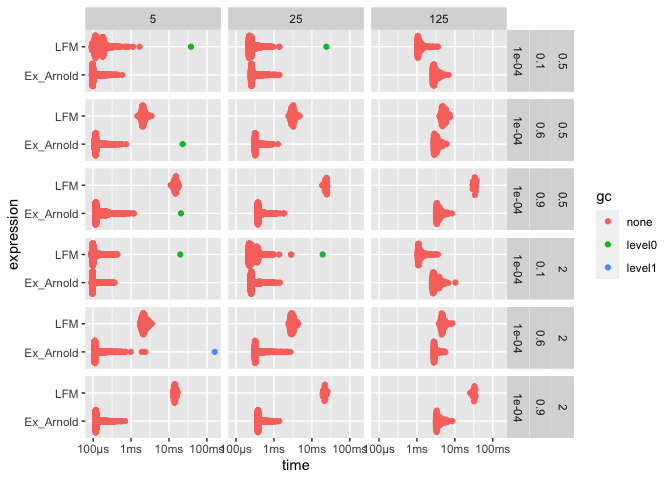 5 25 125
LFM
Ex_Arnold
1e-04 0.1 0.5
LFM
Ex_Arnold
1e-04 0.6 0.5
LFM
Ex_Arnold
1e-04 0.9 0.5
LFM
Ex_Arnold
1e-04 0.1 2
LFM
Ex_Arnold
1e-04 0.6 2
LFM
Ex_Arnold
1e-04 0.9 2
expression
100µs 1ms 10ms 100ms 100µs 1ms 10ms 100ms 100µs 1ms 10ms 100ms
time
gc
none
level0
level1